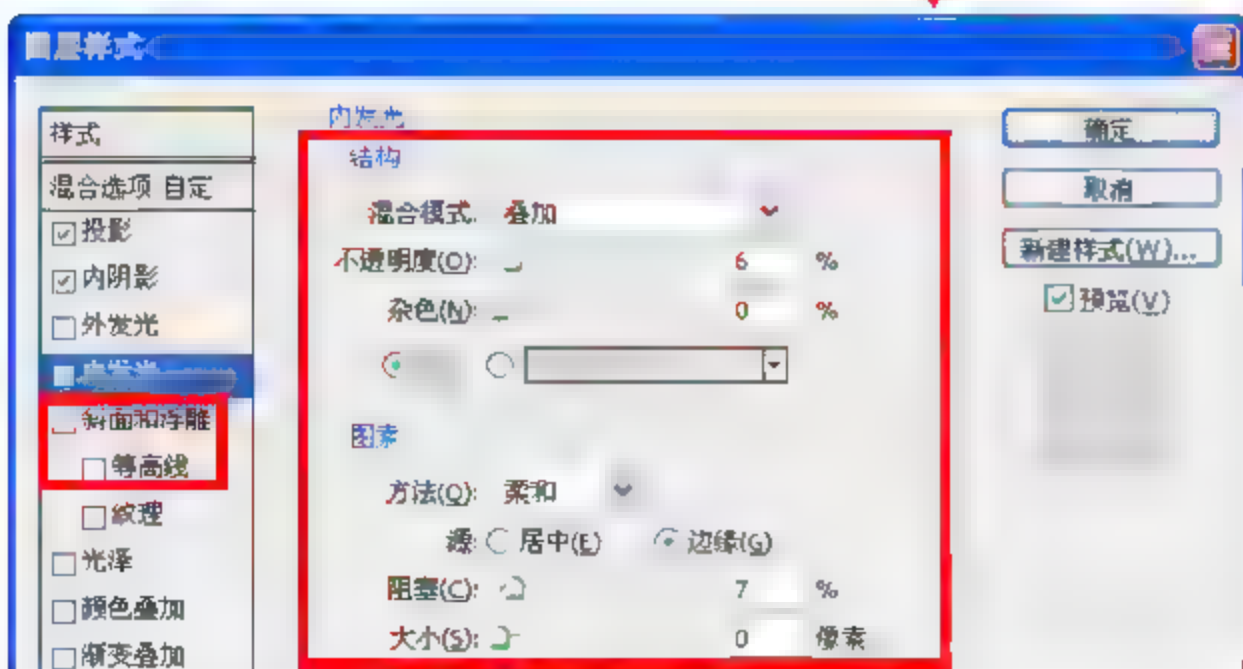 图层样式
样式
混合选项 自定
投影
内阴影
外发光
斜面和浮雕
等高线
纹理
光泽
颜色叠加
渐变叠加
内发光
结构
混合模式: 叠加
不透明度(O): 6 %
杂色(N): 0 %
图素
方法(Q): 柔和
源: 居中(E) 边缘(G)
阻塞(C): 7 %
大小(S): 0 像素
确定
取消
新建样式(W)...
预览(V)